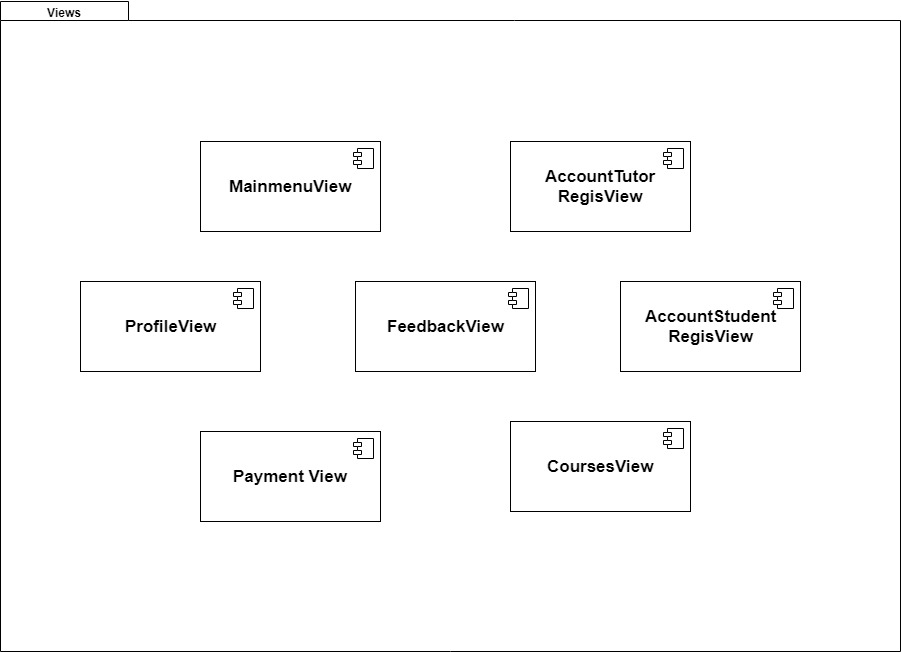 Views
MainmenuView
AccountTutor
RegisView
ProfileView
FeedbackView
AccountStudent
RegisView
Payment View
CoursesView